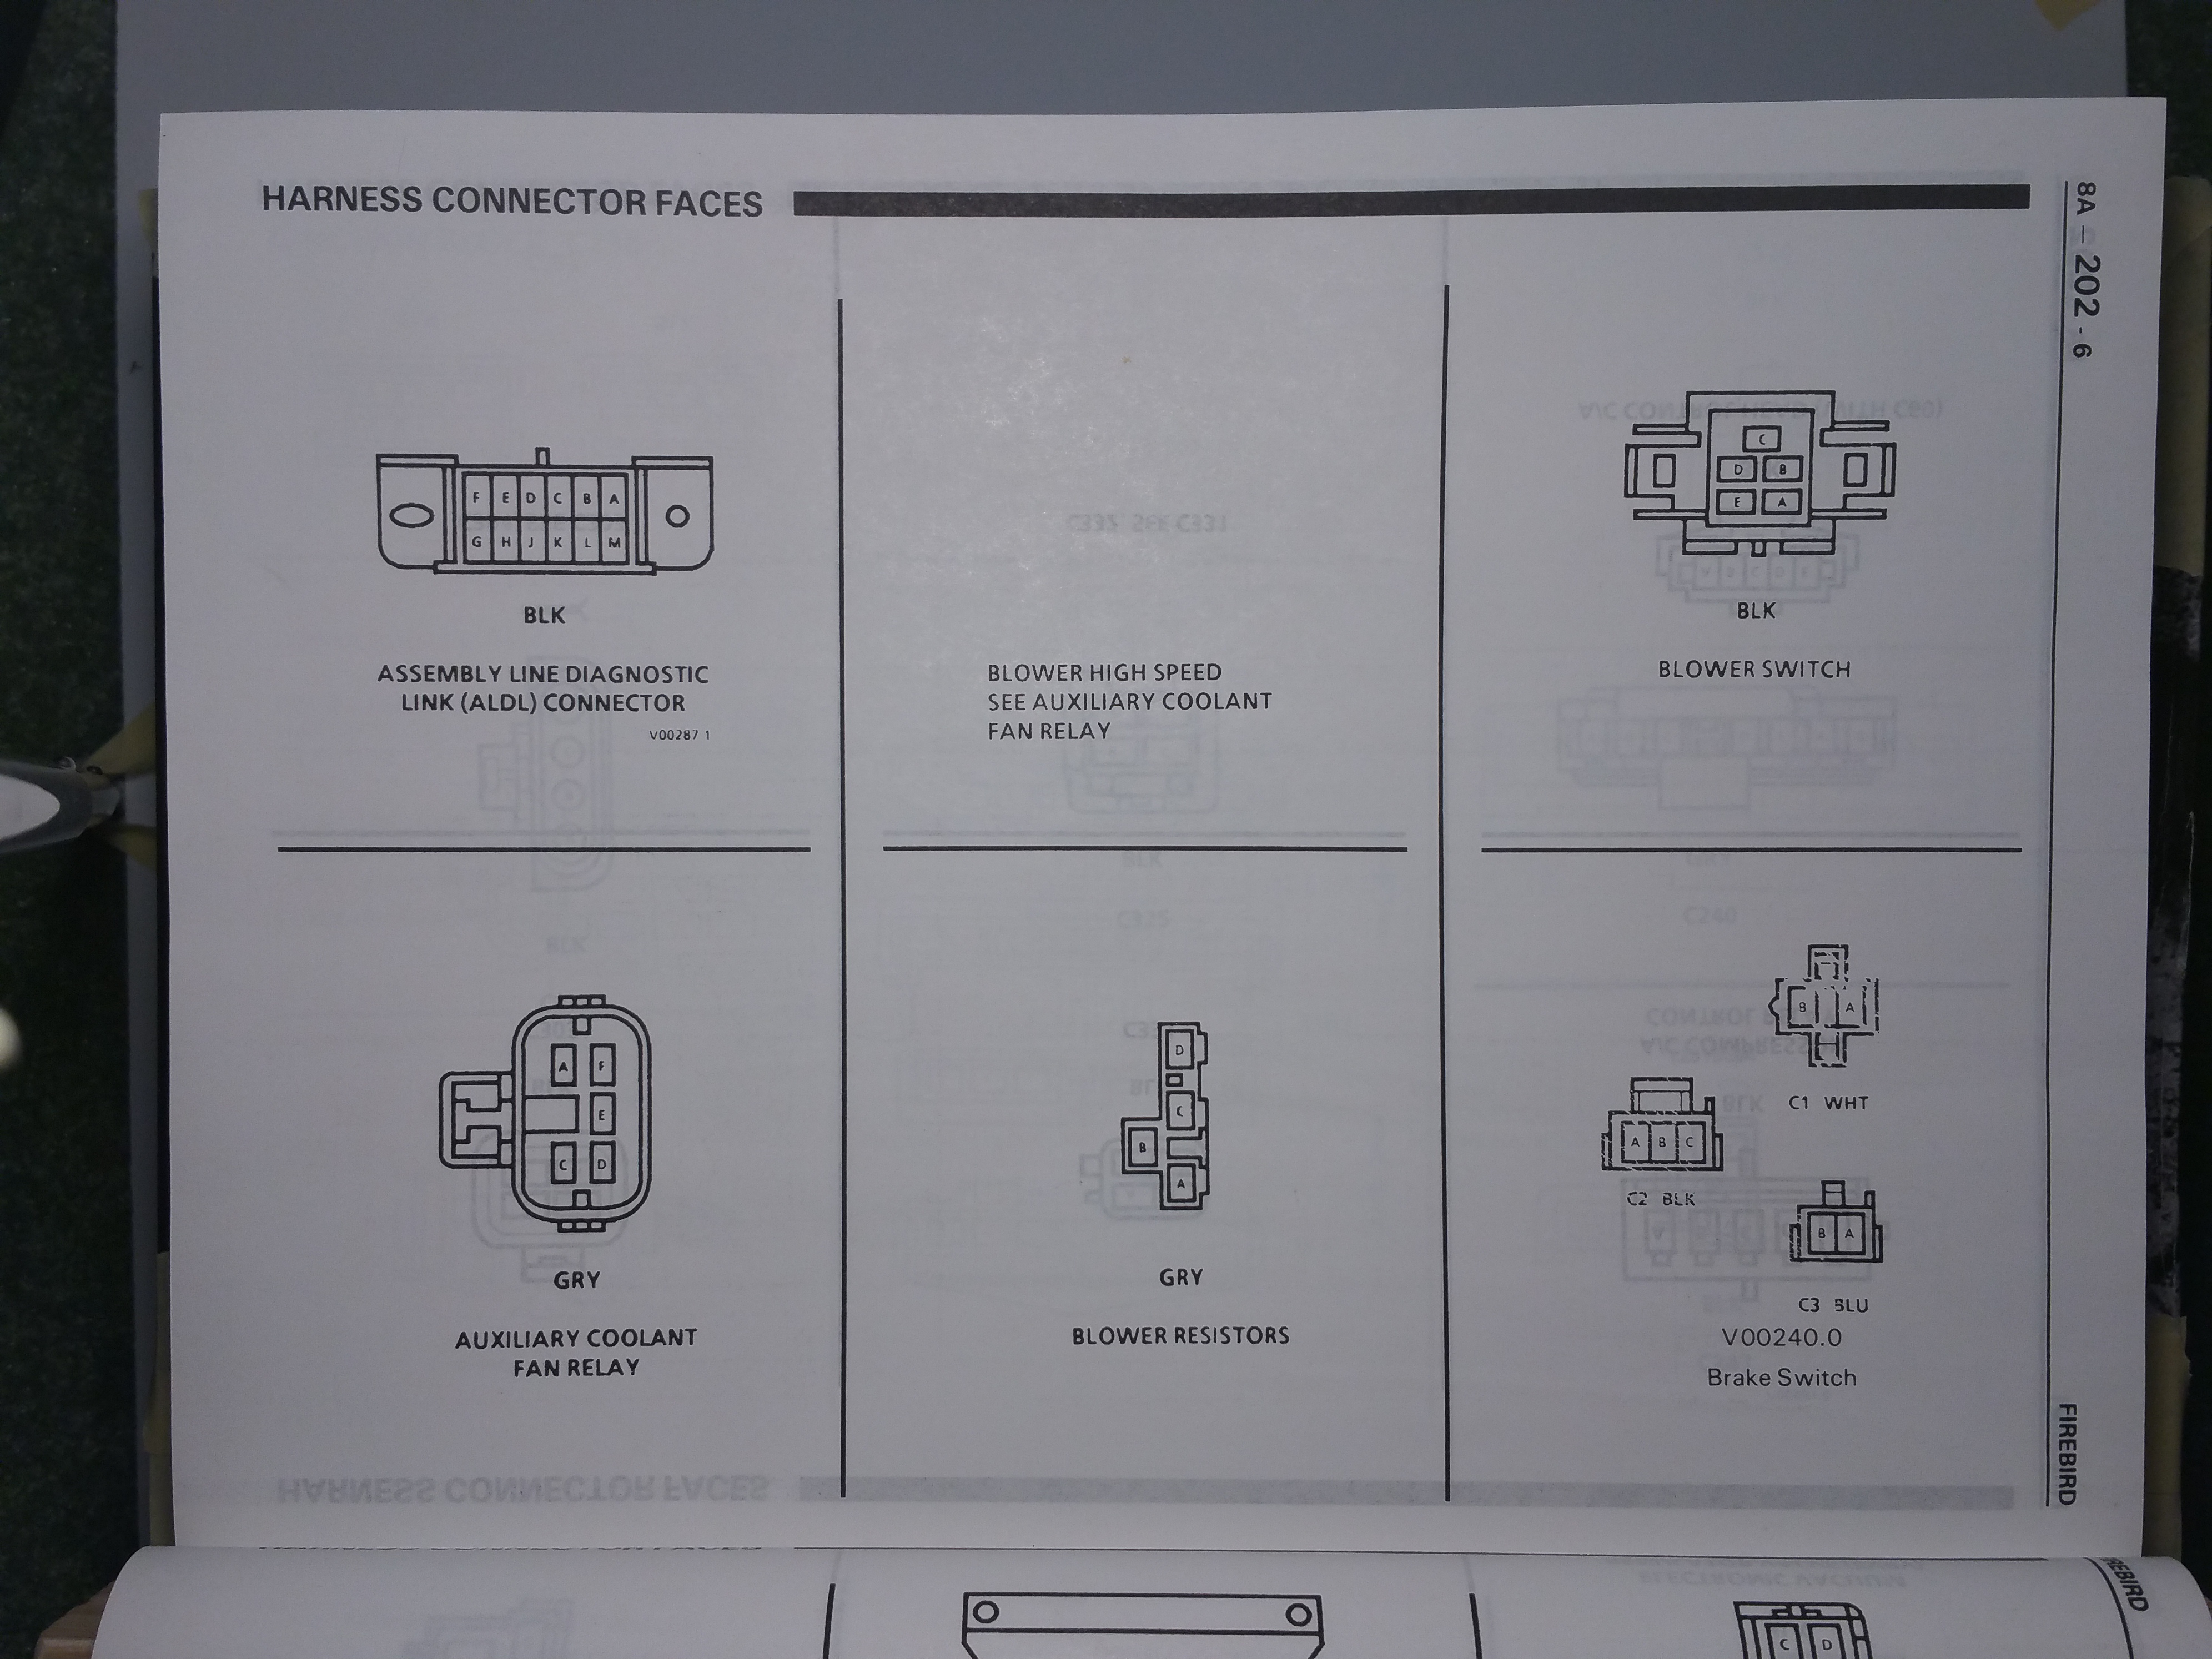 HARNESS CONNECTOR FACES
8A - 202 - 6
F E D C B A
G H J K L M
BLK
ASSEMBLY LINE DIAGNOSTIC
LINK (ALDL) CONNECTOR
V00287 1
BLOWER HIGH SPEED
SEE AUXILIARY COOLANT
FAN RELAY
C
D B
E A
BLK
BLOWER SWITCH
A F
E
C D
GRY
AUXILIARY COOLANT
FAN RELAY
D
C
B
A
GRY
BLOWER RESISTORS
B A
C1 WHT
A B C
C2 BLK
B A
C3 BLU
V00240.0
Brake Switch
FIREBIRD
C D